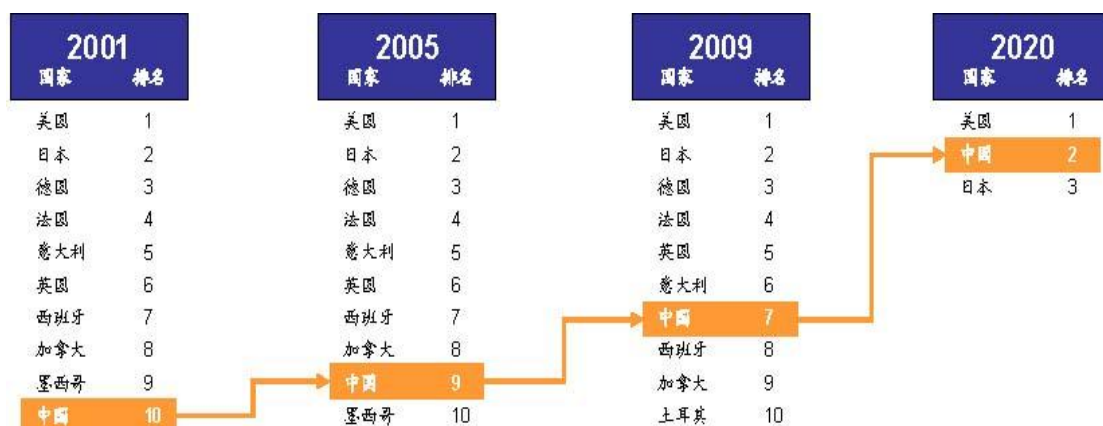 2001
国家 排名
美国 1
日本 2
德国 3
法国 4
意大利 5
英国 6
西班牙 7
加拿大 8
墨西哥 9
中国 10
2005
国家 排名
美国 1
日本 2
德国 3
法国 4
意大利 5
英国 6
西班牙 7
加拿大 8
中国 9
墨西哥 10
2009
国家 排名
美国 1
日本 2
德国 3
法国 4
英国 5
意大利 6
中国 7
西班牙 8
加拿大 9
土耳其 10
2020
国家 排名
美国 1
中国 2
日本 3